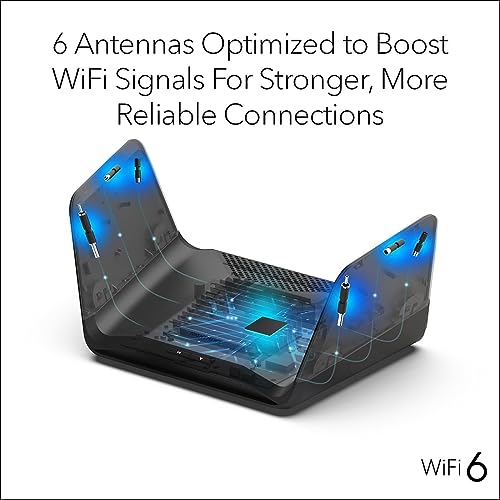 6 Antennas Optimized to Boost
WiFi Signals For Stronger, More
Reliable Connections
WiFi 6